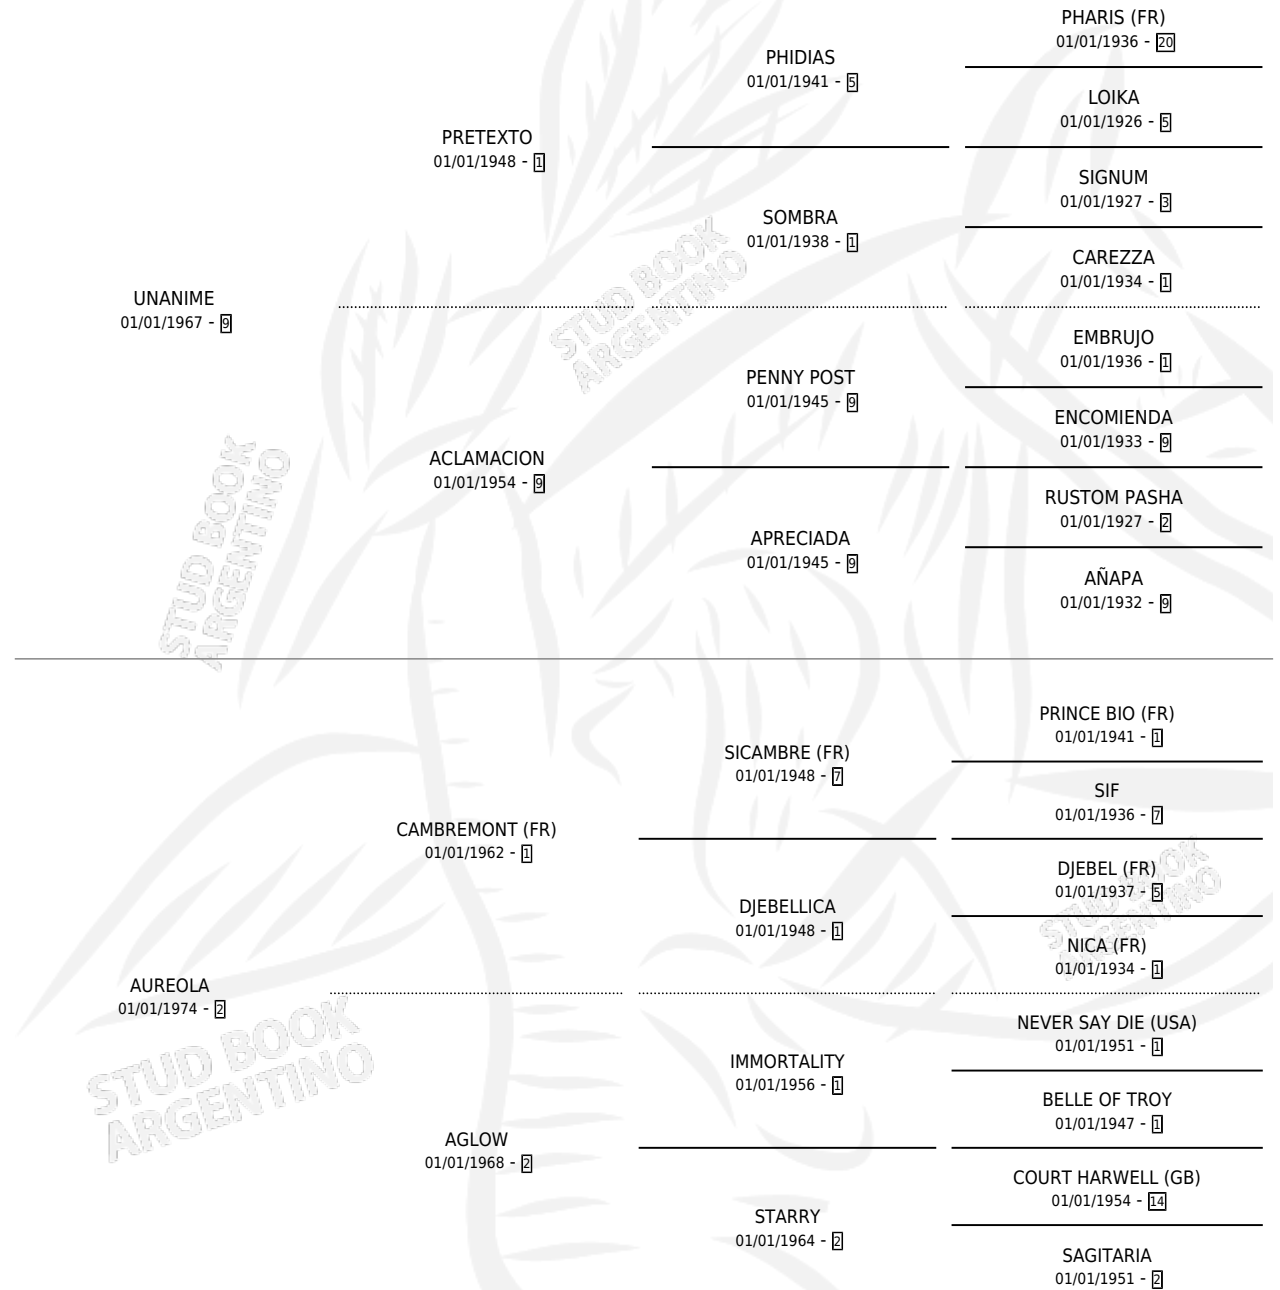 PHARIS (FR)
01/01/1936 - 20
PHIDIAS
01/01/1941 - 5
LOIKA
01/01/1926 - 5
PRETEXTO
01/01/1948 - 1
SIGNUM
01/01/1927 - 3
SOMBRA
01/01/1938 - 1
CAREZZA
01/01/1934 - 1
UNANIME
01/01/1967 - 9
EMBRUJO
01/01/1936 - 1
PENNY POST
01/01/1945 - 9
ENCOMIENDA
01/01/1933 - 9
ACLAMACION
01/01/1954 - 9
RUSTOM PASHA
01/01/1927 - 2
APRECIADA
01/01/1945 - 9
AÑAPA
01/01/1932 - 9
STUD BOOK
ARGENTINO
STUD BOOK
ARGENTINO
PRINCE BIO (FR)
01/01/1941 - 1
SICAMBRE (FR)
01/01/1948 - 7
SIF
01/01/1936 - 7
CAMBREMONT (FR)
01/01/1962 - 1
DJEBEL (FR)
01/01/1937 - 5
DJEBELLICA
01/01/1948 - 1
NICA (FR)
01/01/1934 - 1
AUREOLA
01/01/1974 - 2
NEVER SAY DIE (USA)
01/01/1951 - 1
IMMORTALITY
01/01/1956 - 1
BELLE OF TROY
01/01/1947 - 1
AGLOW
01/01/1968 - 2
COURT HARWELL (GB)
01/01/1954 - 14
STARRY
01/01/1964 - 2
SAGITARIA
01/01/1951 - 2
STUD BOOK
ARGENTINO
STUD BOOK
ARGENTINO